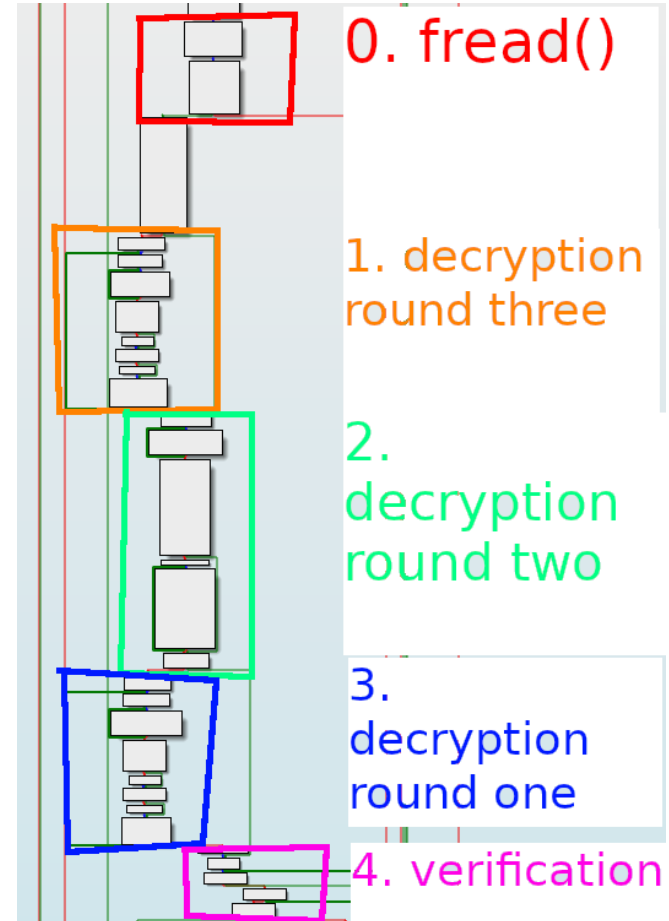 0. fread()
1. decryption
round three
2.
decryption
round two
3.
decryption
round one
4. verification